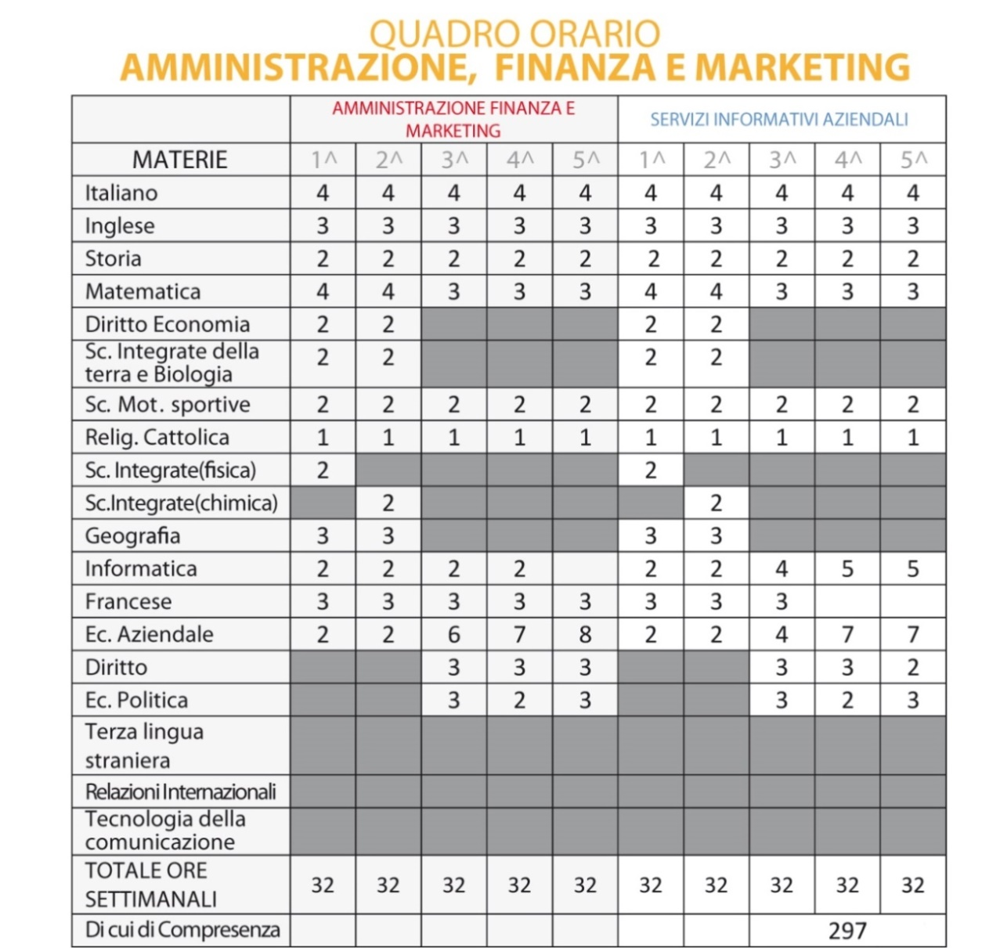 QUADRO ORARIO
AMMINISTRAZIONE, FINANZA E MARKETING
AMMINISTRAZIONE FINANZA E
MARKETING
SERVIZI INFORMATIVI AZIENDALI
MATERIE 1^ 2^ 3^ 4^ 5^ 1^ 2^ 3^ 4^ 5^
Italiano 4 4 4 4 4 4 4 4 4 4
Inglese 3 3 3 3 3 3 3 3 3 3
Storia 2 2 2 2 2 2 2 2 2 2
Matematica 4 4 3 3 3 4 4 3 3 3
Diritto Economia 2 2 2 2
Sc. Integrate della
terra e Biologia 2 2 2 2
Sc. Mot. sportive 2 2 2 2 2 2 2 2 2 2
Relig. Cattolica 1 1 1 1 1 1 1 1 1 1
Sc. Integrate(fisica) 2 2
Sc.Integrate(chimica) 2 2
Geografia 3 3 3 3
Informatica 2 2 2 2 2 2 4 5 5
Francese 3 3 3 3 3 3 3 3
Ec. Aziendale 2 2 6 7 8 2 2 4 7 7
Diritto 3 3 3 3 3 2
Ec. Politica 3 2 3 3 2 3
Terza lingua
straniera
Relazioni Internazionali
Tecnologia della
comunicazione
TOTALE ORE
SETTIMANALI 32 32 32 32 32 32 32 32 32 32
Di cui di Compresenza 297